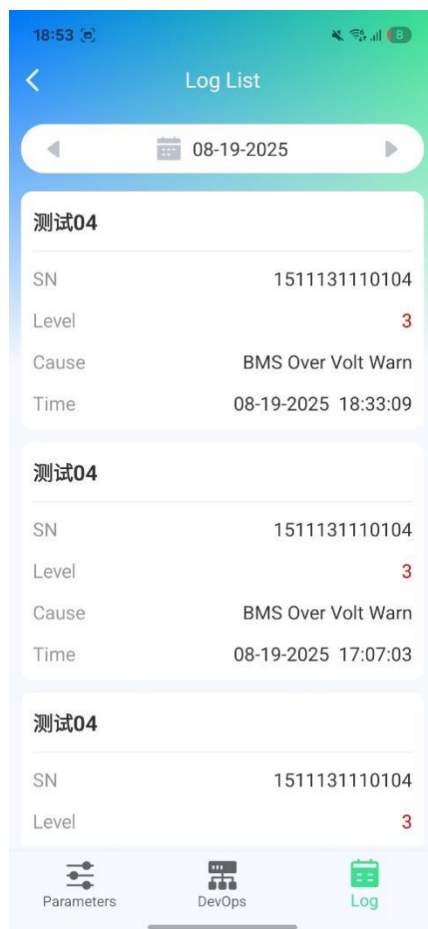 18:53
8
Log List
08-19-2025
测试04
SN 1511131110104
Level 3
Cause BMS Over Volt Warn
Time 08-19-2025 18:33:09
测试04
SN 1511131110104
Level 3
Cause BMS Over Volt Warn
Time 08-19-2025 17:07:03
测试04
SN 1511131110104
Level 3
Parameters DevOps Log